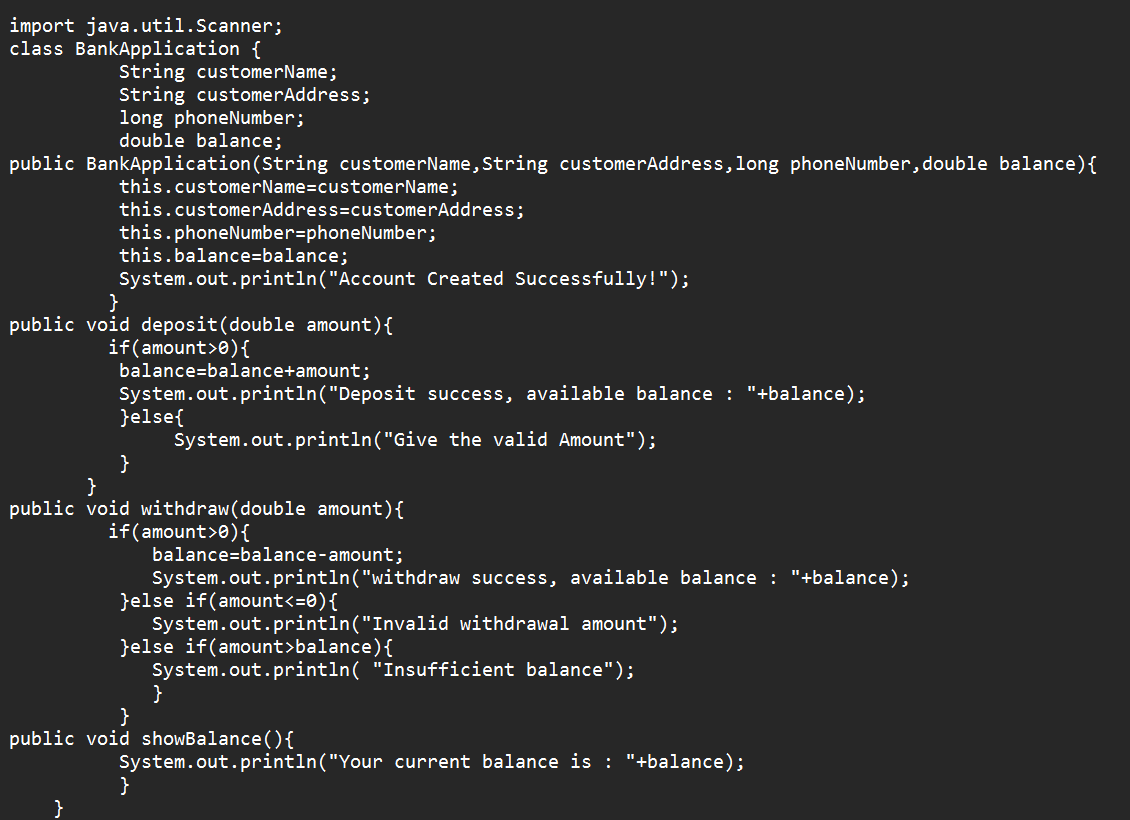 import java.util.Scanner;
class BankApplication {
          String customerName;
          String customerAddress;
          long phoneNumber;
          double balance;
public BankApplication(String customerName,String customerAddress,long phoneNumber,double balance){
          this.customerName=customerName;
          this.customerAddress=customerAddress;
          this.phoneNumber=phoneNumber;
          this.balance=balance;
          System.out.println("Account Created Successfully!");
         }
public void deposit(double amount){
         if(amount>0){
          balance=balance+amount;
          System.out.println("Deposit success, available balance : "+balance);
          }else{
               System.out.println("Give the valid Amount");
          }
       }
public void withdraw(double amount){
         if(amount>0){
             balance=balance-amount;
             System.out.println("withdraw success, available balance : "+balance);
          }else if(amount<=0){
             System.out.println("Invalid withdrawal amount");
          }else if(amount>balance){
             System.out.println( "Insufficient balance");
             }
          }
public void showBalance(){
          System.out.println("Your current balance is : "+balance);
          }
    }